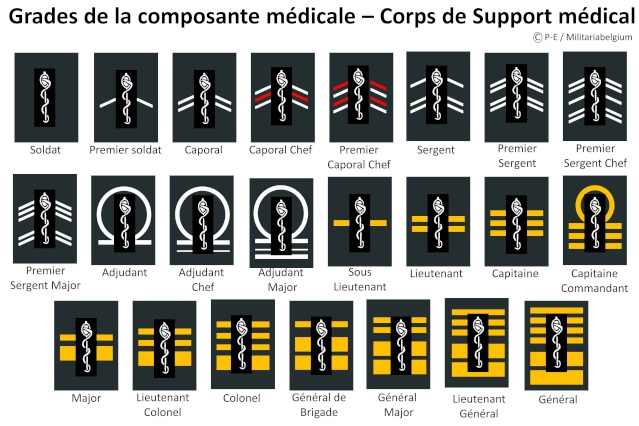 Grades de la composante médicale – Corps de Support médical
© P-E / Militariabelgium
Soldat
Premier soldat
Caporal
Caporal Chef
Premier
Caporal Chef
Sergent
Premier
Sergent
Premier
Sergent Chef
Premier
Sergent Major
Adjudant
Adjudant
Chef
Adjudant
Major
Sous
Lieutenant
Lieutenant
Capitaine
Capitaine
Commandant
Major
Lieutenant
Colonel
Colonel
Général de
Brigade
Général
Major
Lieutenant
Général
Général